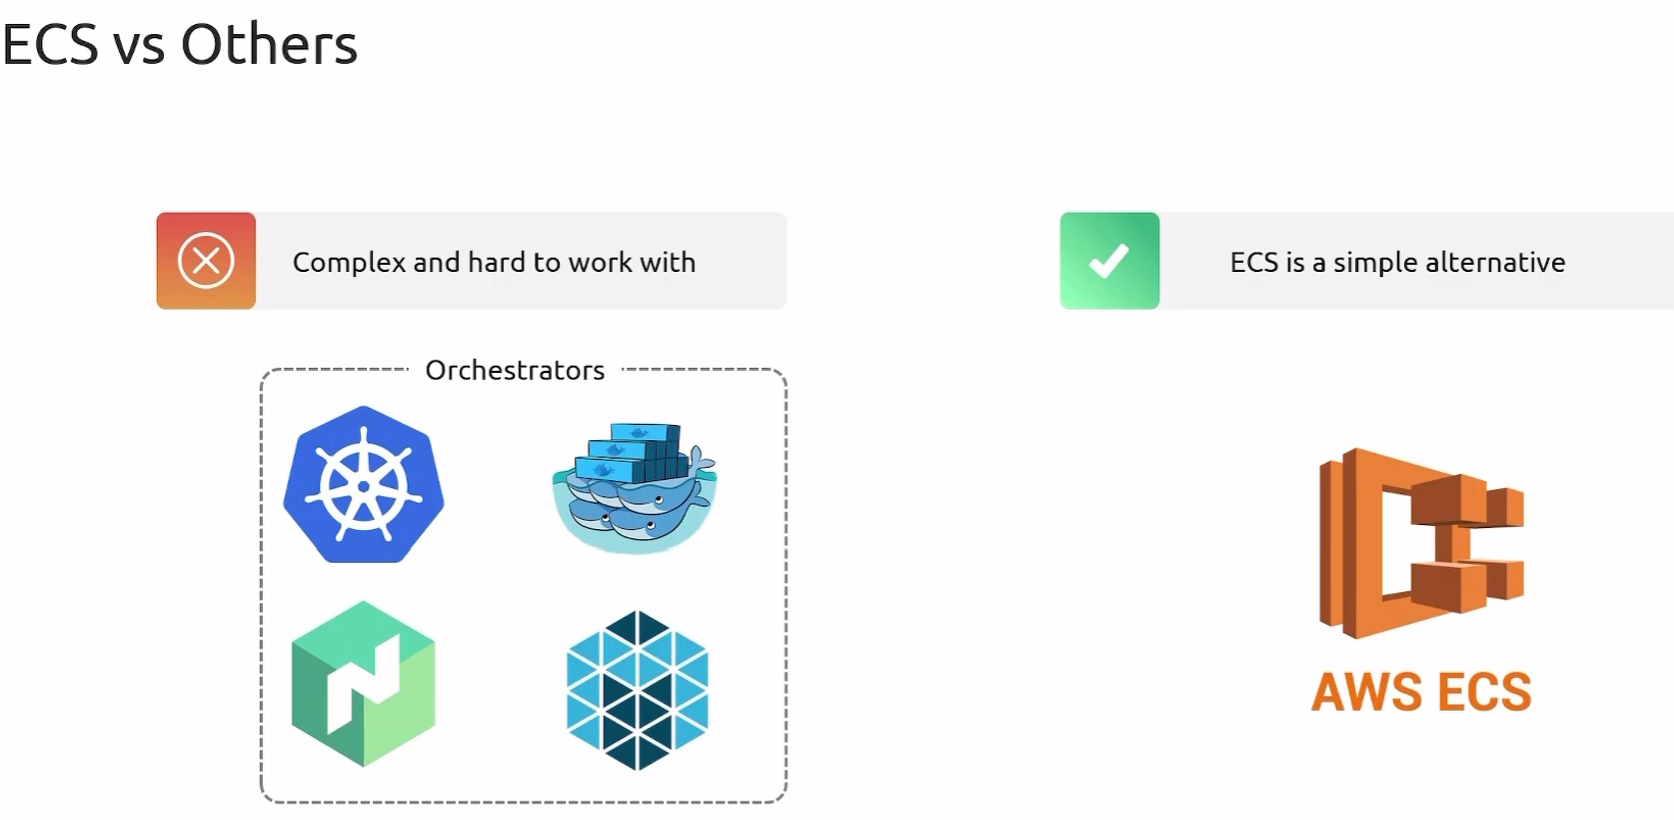 ECS vs Others
Complex and hard to work with
ECS is a simple alternative
Orchestrators
AWS ECS